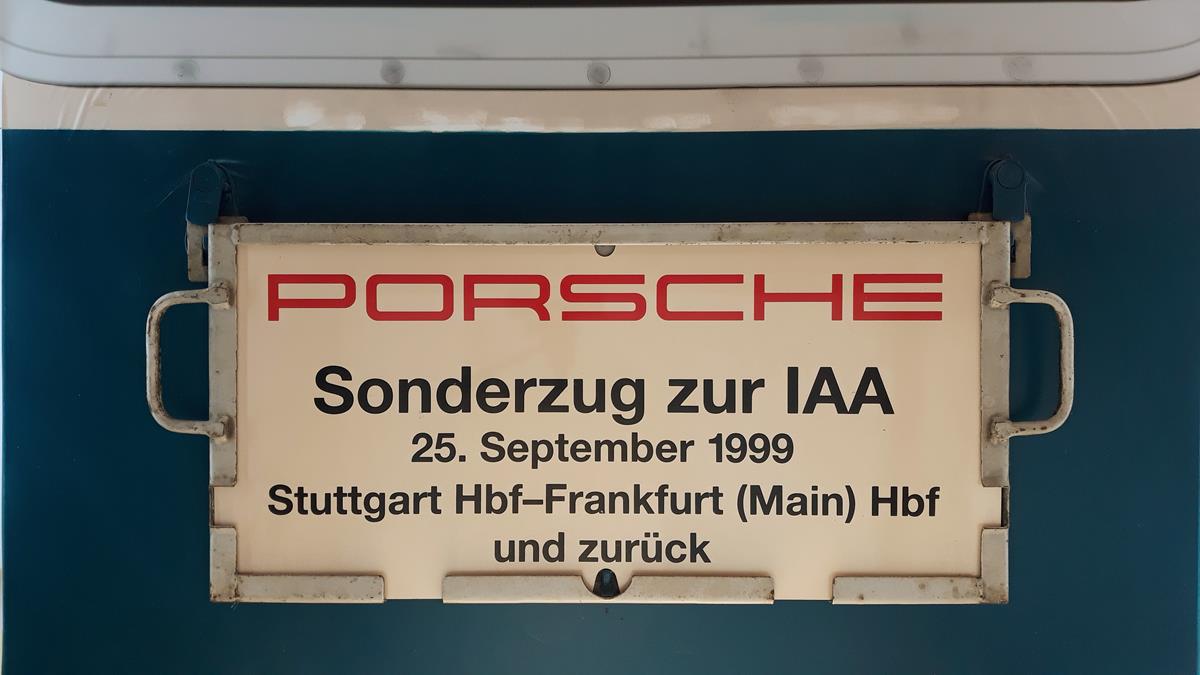 PORSCHE
Sonderzug zur IAA
25. September 1999
Stuttgart Hbf–Frankfurt (Main) Hbf
und zurück